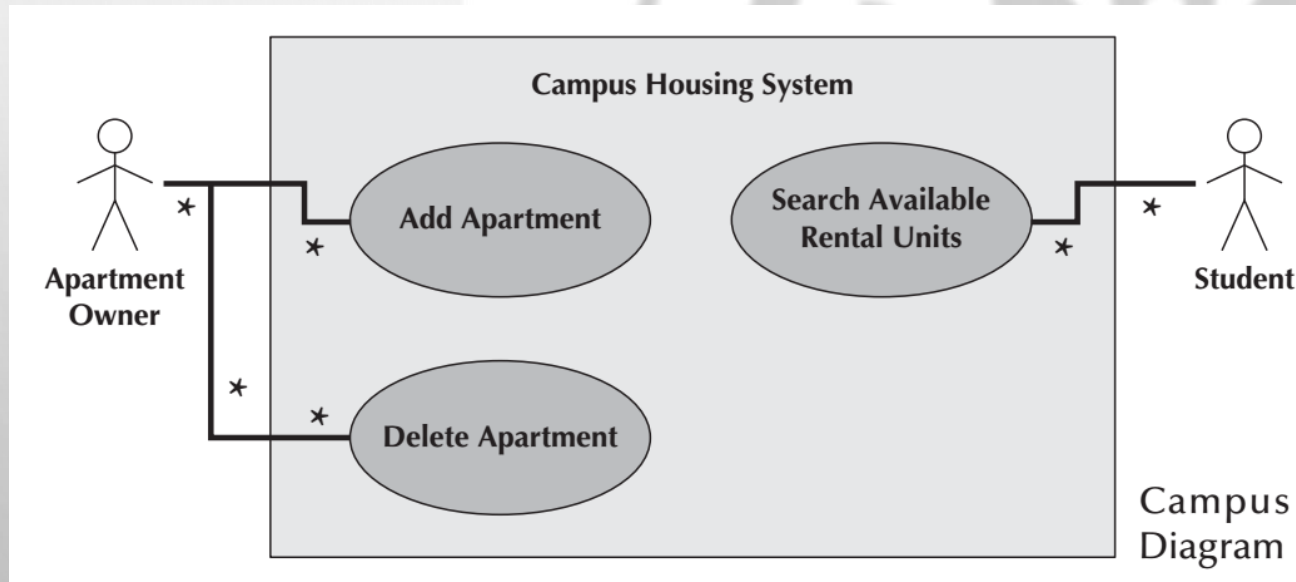 Campus Housing System
Add Apartment
Search Available
Rental Units
*
*
*
*
Apartment
Owner
Student
*
*
Delete Apartment
Campus
Diagram